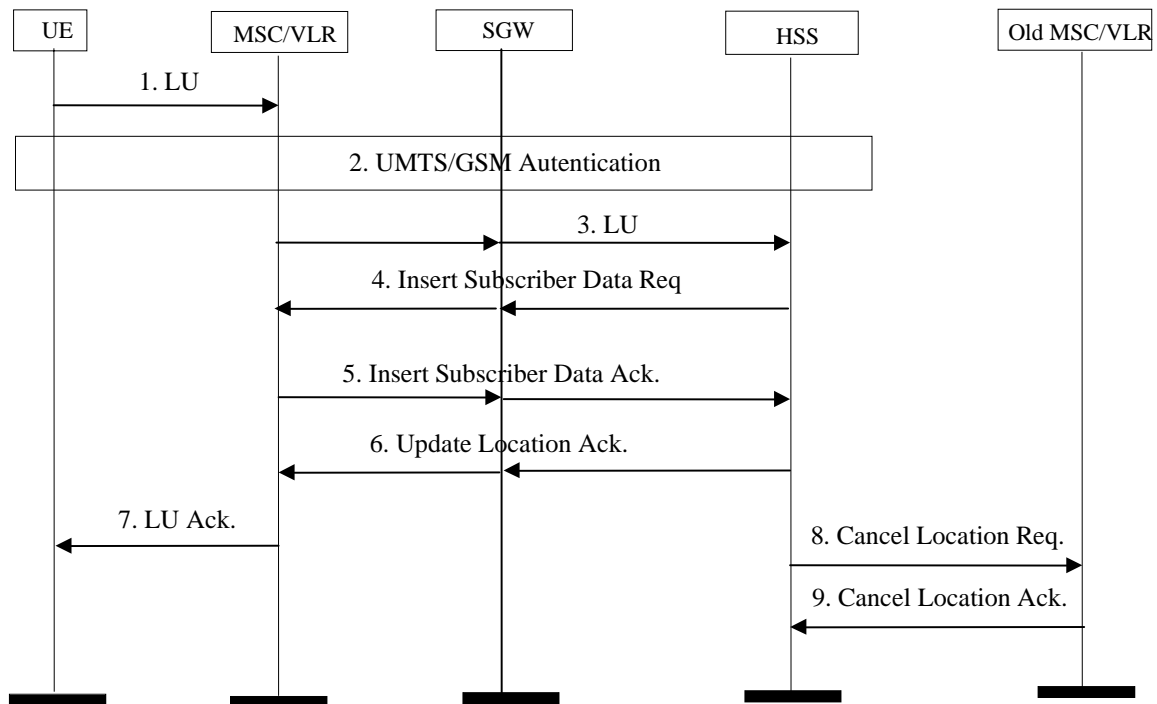 UE
MSC/VLR
SGW
HSS
Old MSC/VLR
1. LU
2. UMTS/GSM Autentication
3. LU
4. Insert Subscriber Data Req
5. Insert Subscriber Data Ack.
6. Update Location Ack.
7. LU Ack.
8. Cancel Location Req.
9. Cancel Location Ack.